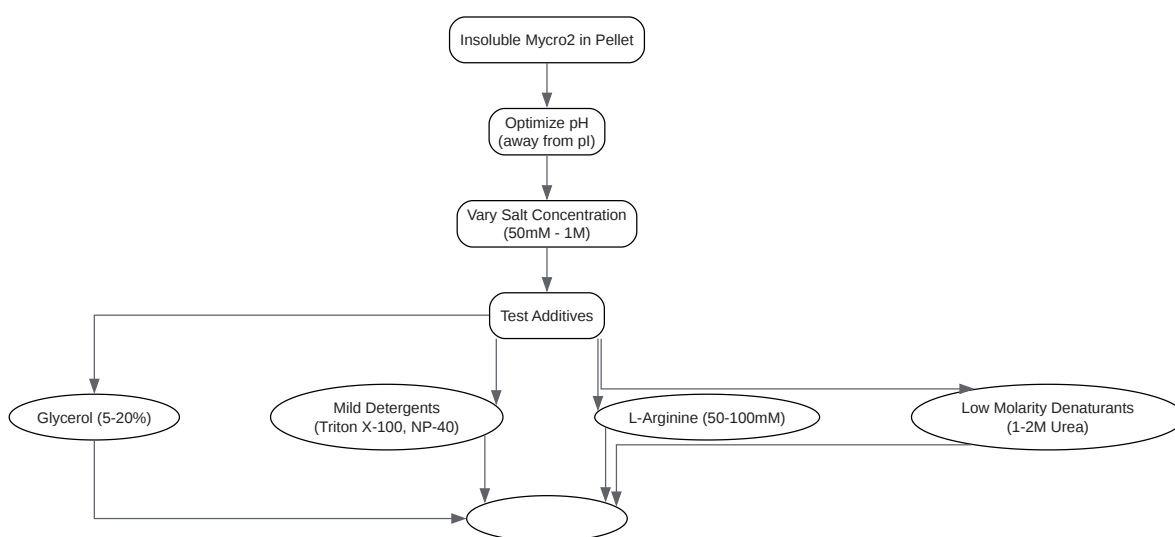 Insoluble Mycro2 in Pellet
Optimize pH
(away from pI)
Vary Salt Concentration
(50mM - 1M)
Test Additives
Glycerol (5-20%)
Mild Detergents
(Triton X-100, NP-40)
L-Arginine (50-100mM)
Low Molarity Denaturants
(1-2M Urea)